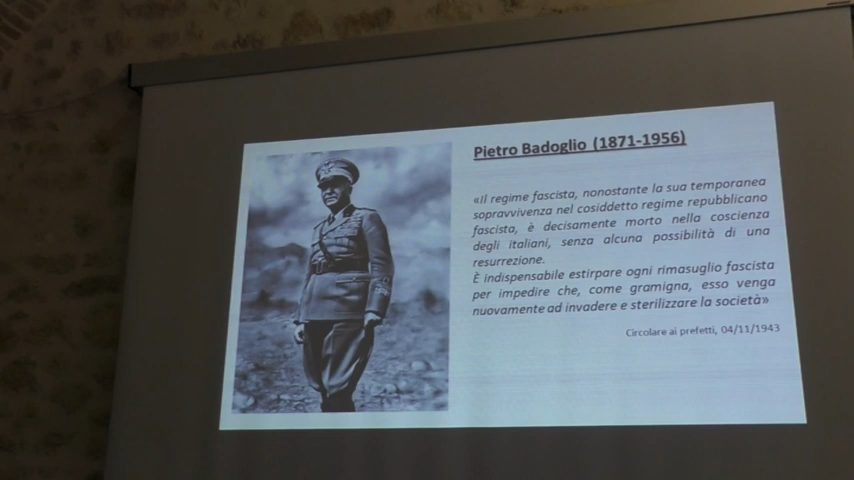 Pietro Badoglio (1871-1956)
«Il regime fascista, nonostante la sua temporanea
sopravvivenza nel cosiddetto regime repubblicano
fascista, è decisamente morto nella coscienza
degli italiani, senza alcuna possibilità di una
resurrezione.
È indispensabile estirpare ogni rimasuglio fascista
per impedire che, come gramigna, esso venga
nuovamente ad invadere e sterilizzare la società»
Circolare ai prefetti, 04/11/1943